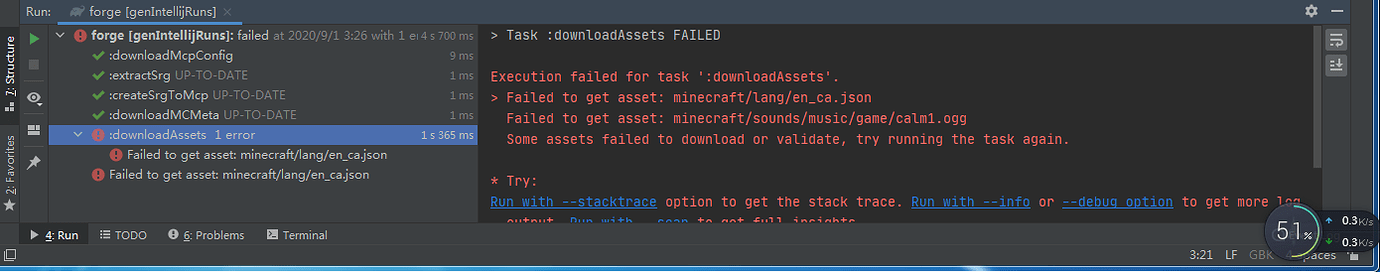 Run: forge [genIntellijRuns] ×
forge [genIntellijRuns]: failed at 2020/9/1 3:26 with 1 er 4 s 700 ms
:downloadMcpConfig 9 ms
:extractSrg UP-TO-DATE 1 ms
:createSrgToMcp UP-TO-DATE 1 ms
:downloadMCMeta UP-TO-DATE 1 ms
:downloadAssets 1 error 1 s 365 ms
Failed to get asset: minecraft/lang/en_ca.json
Failed to get asset: minecraft/lang/en_ca.json
> Task :downloadAssets FAILED
Execution failed for task ':downloadAssets'.
> Failed to get asset: minecraft/lang/en_ca.json
Failed to get asset: minecraft/sounds/music/game/calm1.ogg
Some assets failed to download or validate, try running the task again.
* Try:
Run with --stacktrace option to get the stack trace. Run with --info or --debug option to get more log
output. Run with --scan to get full insights.
7: Structure
2: Favorites
4: Run TODO 6: Problems Terminal
51%
0.3K/s
0.3K/s
3:21 LF GBK paces